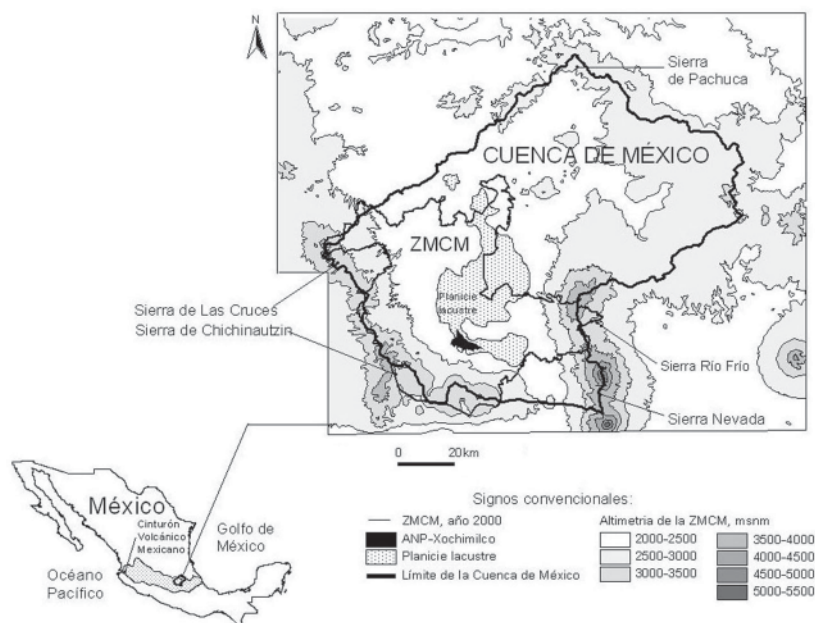 N
Sierra
de Pachuca
CUENCA DE MÉXICO
ZMCM
Planicie
lacustre
Sierra de Las Cruces
Sierra de Chichinautzin
Sierra Río Frío
Sierra Nevada
0 20km
México
Cinturón
Volcánico
Mexicano
Golfo de
México
Océano
Pacífico
Signos convencionales:
ZMCM, año 2000
ANP-Xochimilco
Planicie lacustre
Límite de la Cuenca de México
Altimetria de la ZMCM, msnm
2000-2500
2500-3000
3000-3500
3500-4000
4000-4500
4500-5000
5000-5500